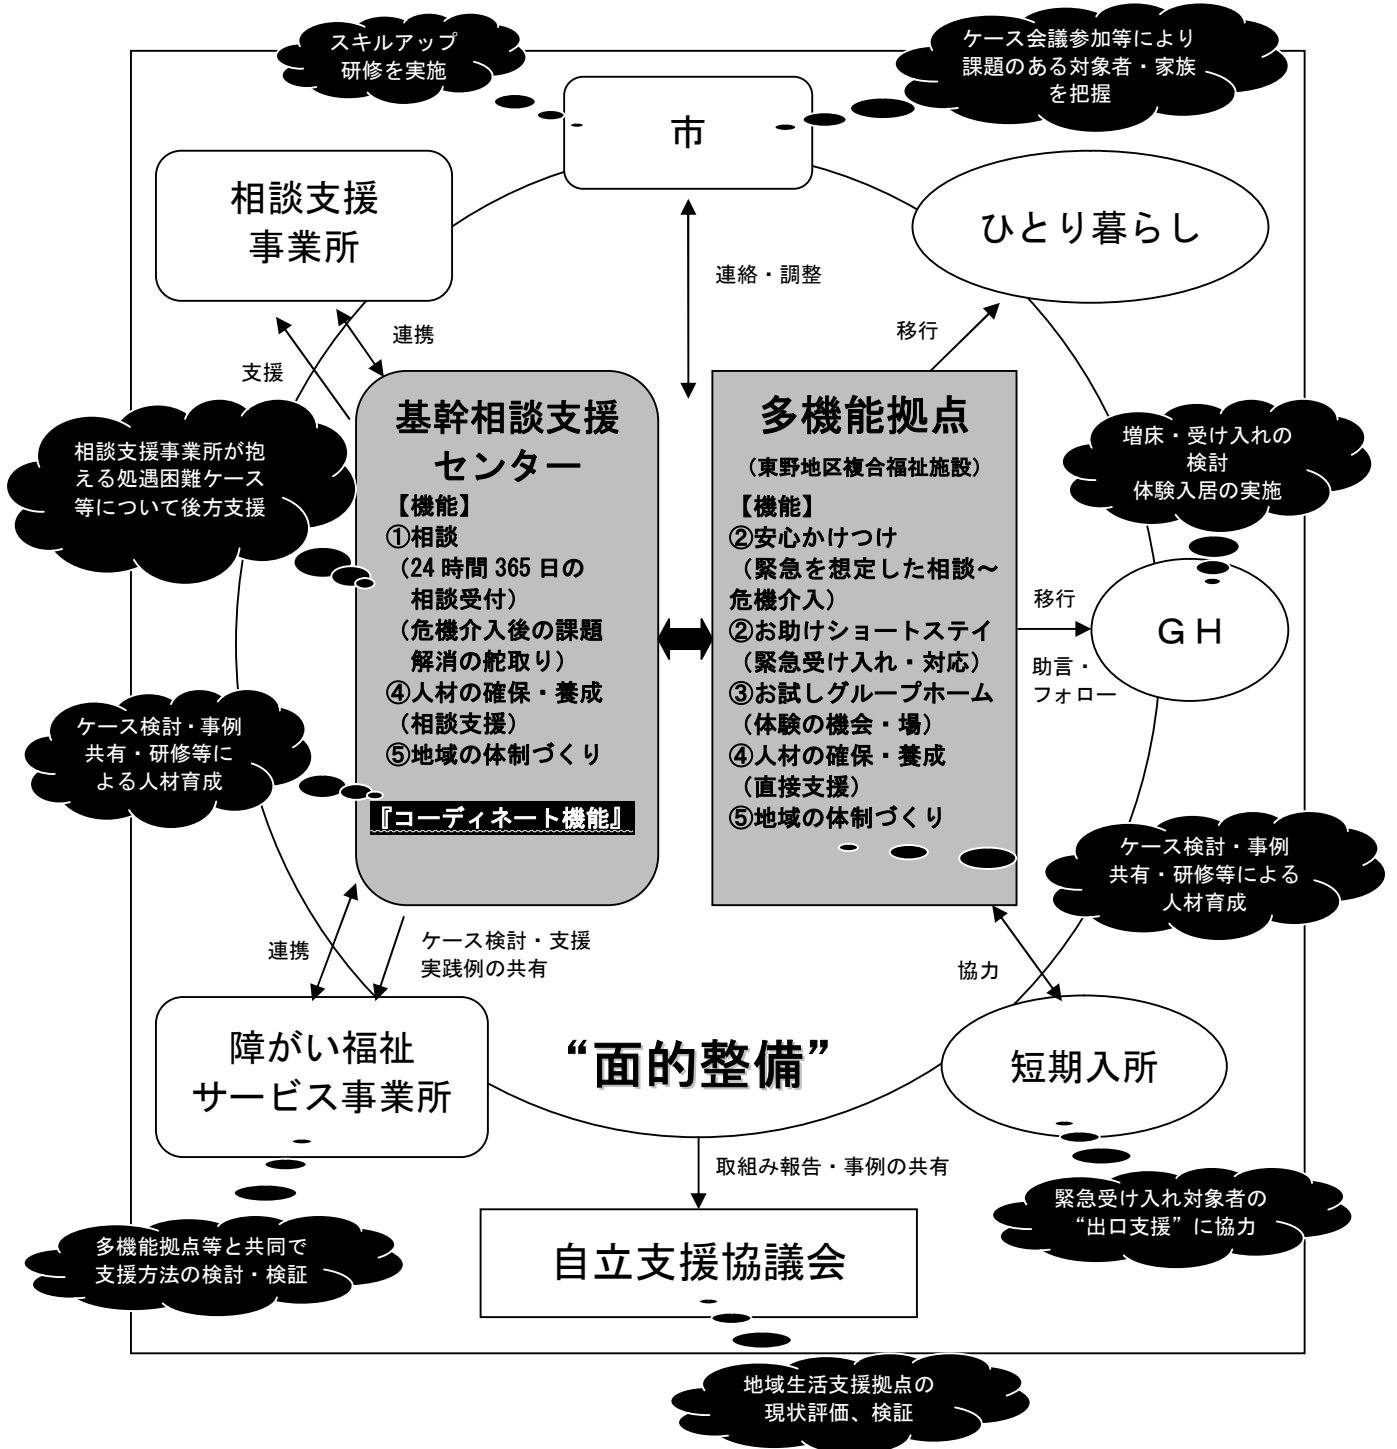 スキルアップ
研修を実施
ケース会議参加等により
課題のある対象者・家族
を把握
市
相談支援
事業所
ひとり暮らし
連絡・調整
移行
連携
支援
相談支援事業所が抱
える処遇困難ケース
等について後方支援
基幹相談支援
センター
【機能】
①相談
（24 時間 365 日の
相談受付）
（危機介入後の課題
解消の舵取り）
④人材の確保・養成
（相談支援）
⑤地域の体制づくり
『コーディネート機能』
多機能拠点
（東野地区複合福祉施設）
【機能】
②安心かけつけ
（緊急を想定した相談～
危機介入）
②お助けショートステイ
（緊急受け入れ・対応）
③お試しグループホーム
（体験の機会・場）
④人材の確保・養成
（直接支援）
⑤地域の体制づくり
増床・受け入れの
検討
体験入居の実施
移行
ＧＨ
助言・
フォロー
ケース検討・事例
共有・研修等に
よる人材育成
ケース検討・事例
共有・研修等による
人材育成
連携
ケース検討・支援
実践例の共有
協力
障がい福祉
サービス事業所
“面的整備”
短期入所
取組み報告・事例の共有
緊急受け入れ対象者の
“出口支援”に協力
多機能拠点等と共同で
支援方法の検討・検証
自立支援協議会
地域生活支援拠点の
現状評価、検証